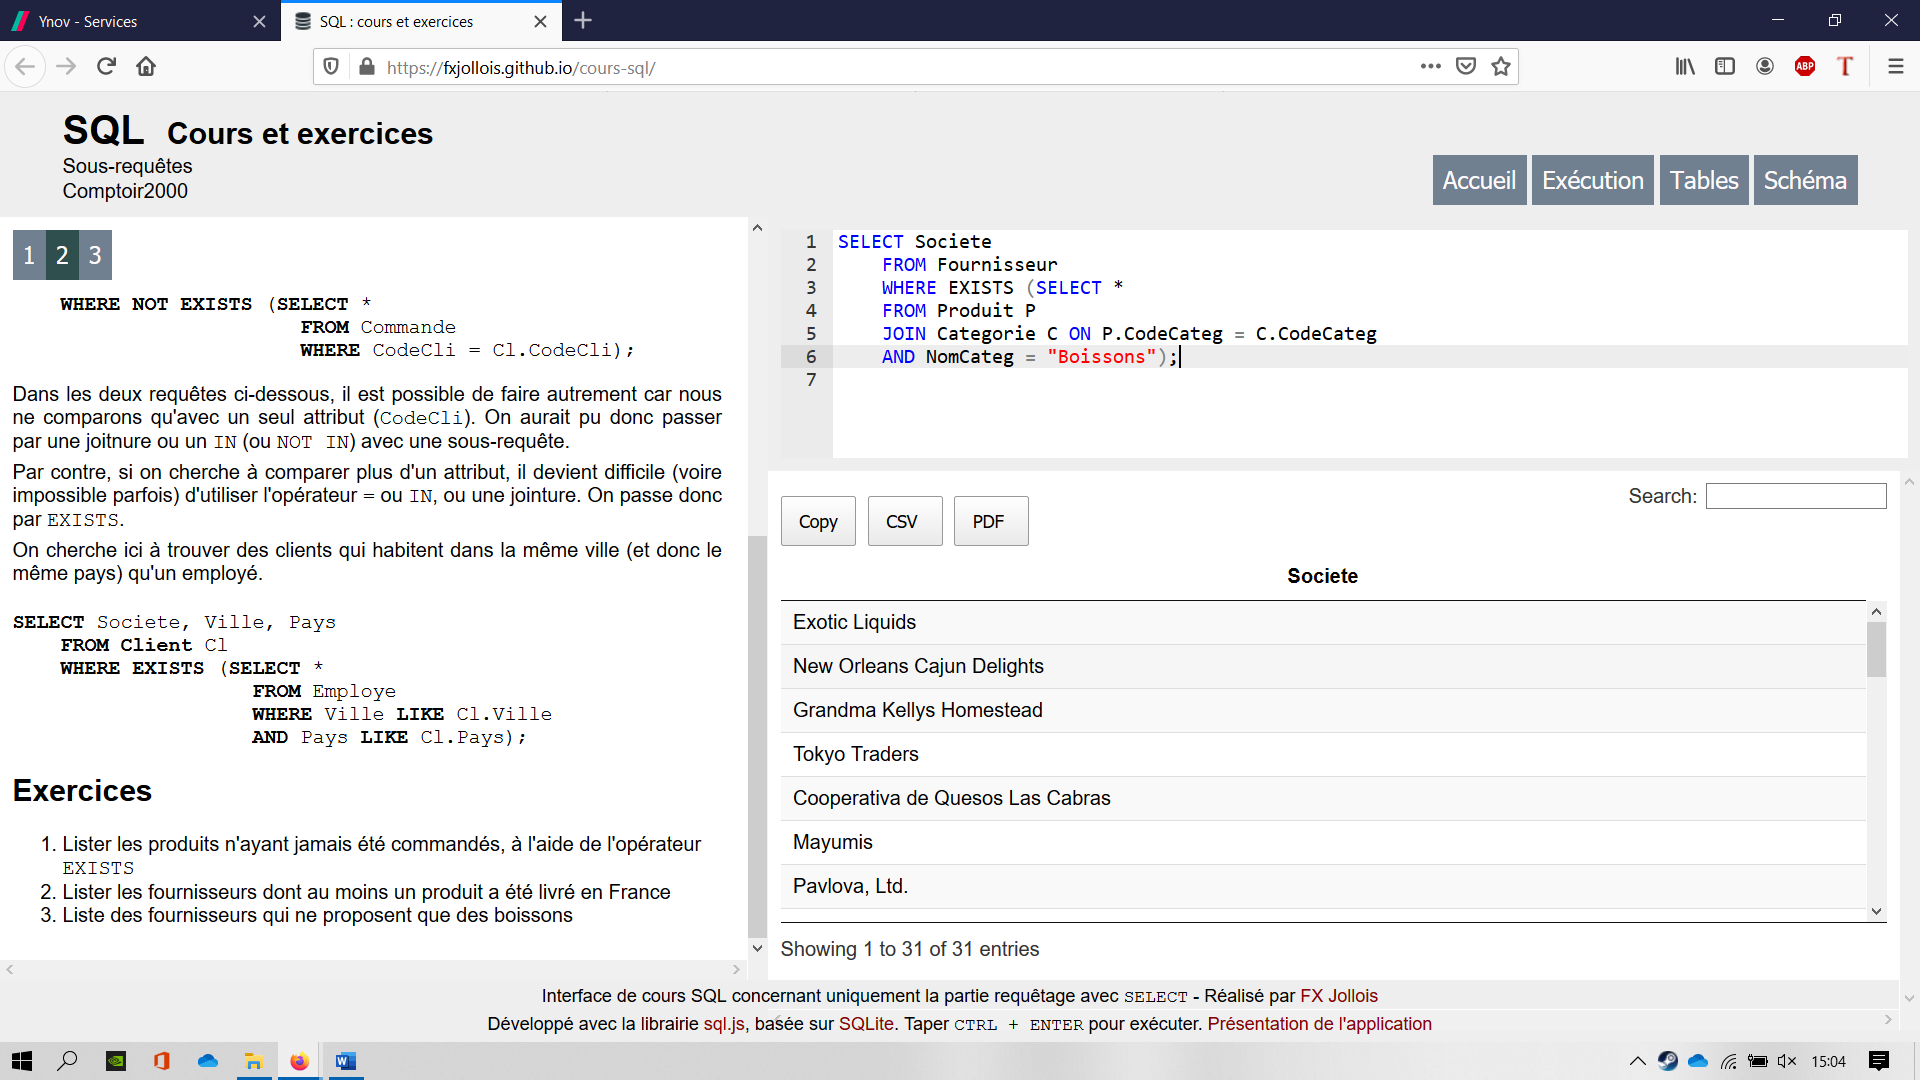 Ynov - Services
SQL : cours et exercices
https://fxjollois.github.io/cours-sql/
ABP
T
SQL Cours et exercices
Sous-requêtes
Comptoir2000
Accueil
Exécution
Tables
Schéma
1 2 3
WHERE NOT EXISTS (SELECT *
FROM Commande
WHERE CodeCli = Cl.CodeCli);
Dans les deux requêtes ci-dessous, il est possible de faire autrement car nous
ne comparons qu'avec un seul attribut (CodeCli). On aurait pu donc passer
par une joitnure ou un IN (ou NOT IN) avec une sous-requête.
Par contre, si on cherche à comparer plus d'un attribut, il devient difficile (voire
impossible parfois) d'utiliser l'opérateur = ou IN, ou une jointure. On passe donc
par EXISTS.
On cherche ici à trouver des clients qui habitent dans la même ville (et donc le
même pays) qu'un employé.
SELECT Societe, Ville, Pays
FROM Client Cl
WHERE EXISTS (SELECT *
FROM Employe
WHERE Ville LIKE Cl.Ville
AND Pays LIKE Cl.Pays);
Exercices
1. Lister les produits n'ayant jamais été commandés, à l'aide de l'opérateur
EXISTS
2. Lister les fournisseurs dont au moins un produit a été livré en France
3. Liste des fournisseurs qui ne proposent que des boissons
1 SELECT Societe
2 FROM Fournisseur
3 WHERE EXISTS (SELECT *
4 FROM Produit P
5 JOIN Categorie C ON P.CodeCateg = C.CodeCateg
6 AND NomCateg = "Boissons");
7
Copy
CSV
PDF
Search:
Societe
Exotic Liquids
New Orleans Cajun Delights
Grandma Kellys Homestead
Tokyo Traders
Cooperativa de Quesos Las Cabras
Mayumis
Pavlova, Ltd.
Showing 1 to 31 of 31 entries
Interface de cours SQL concernant uniquement la partie requêtage avec SELECT - Réalisé par FX Jollois
Développé avec la librairie sql.js, basée sur SQLite. Taper CTRL + ENTER pour exécuter. Présentation de l'application
W
15:04